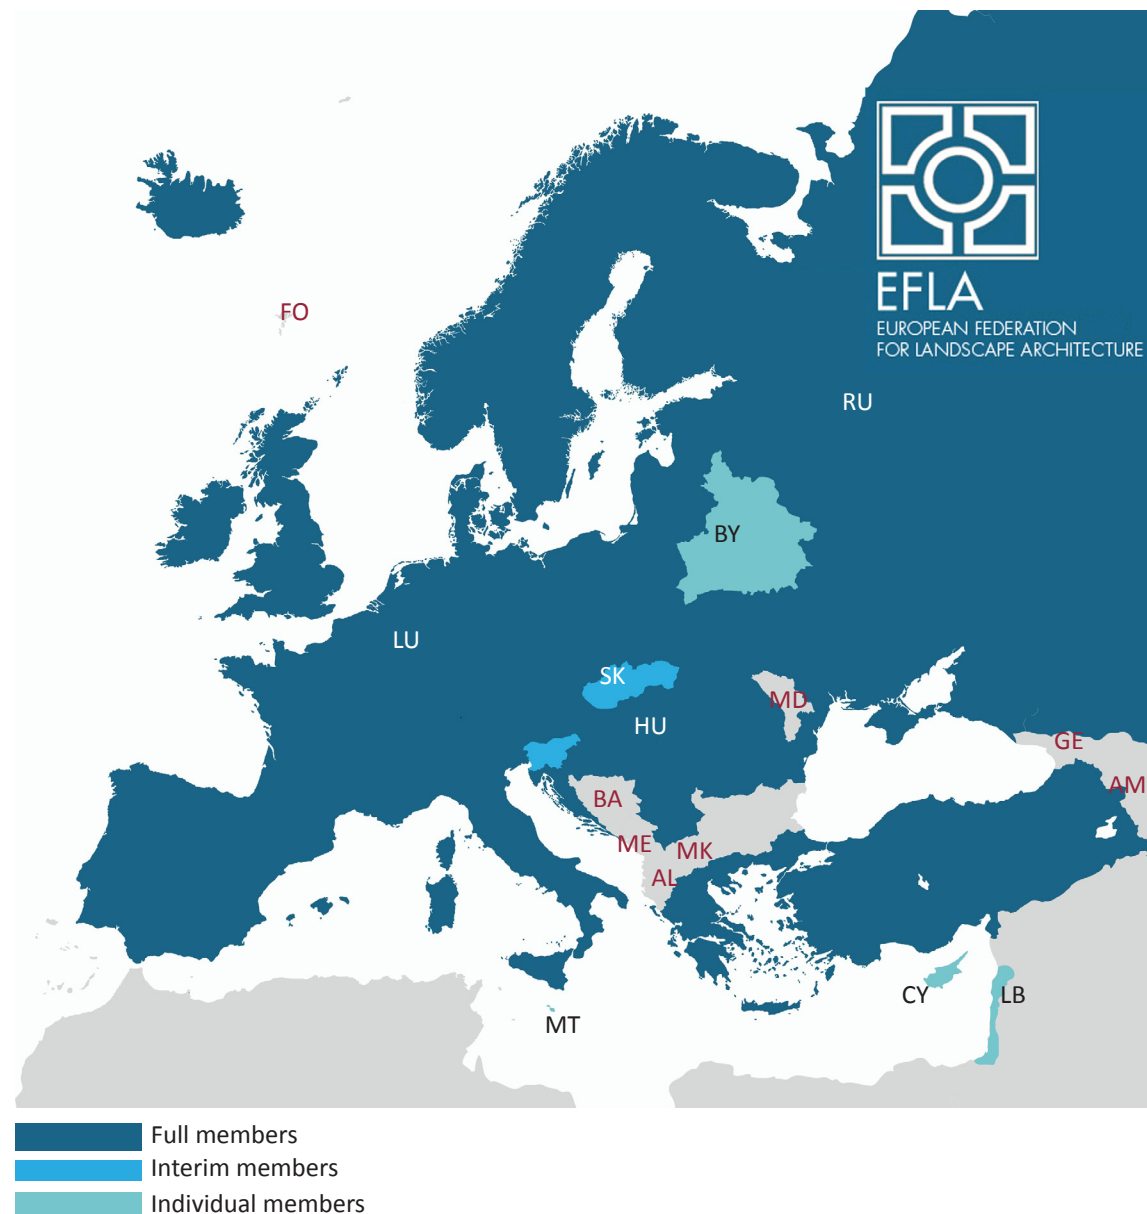 EFLA
EUROPEAN FEDERATION
FOR LANDSCAPE ARCHITECTURE
FO
RU
BY
LU
SK
MD
HU
GE
AM
BA
ME
MK
AL
CY
LB
MT
Full members
Interim members
Individual members